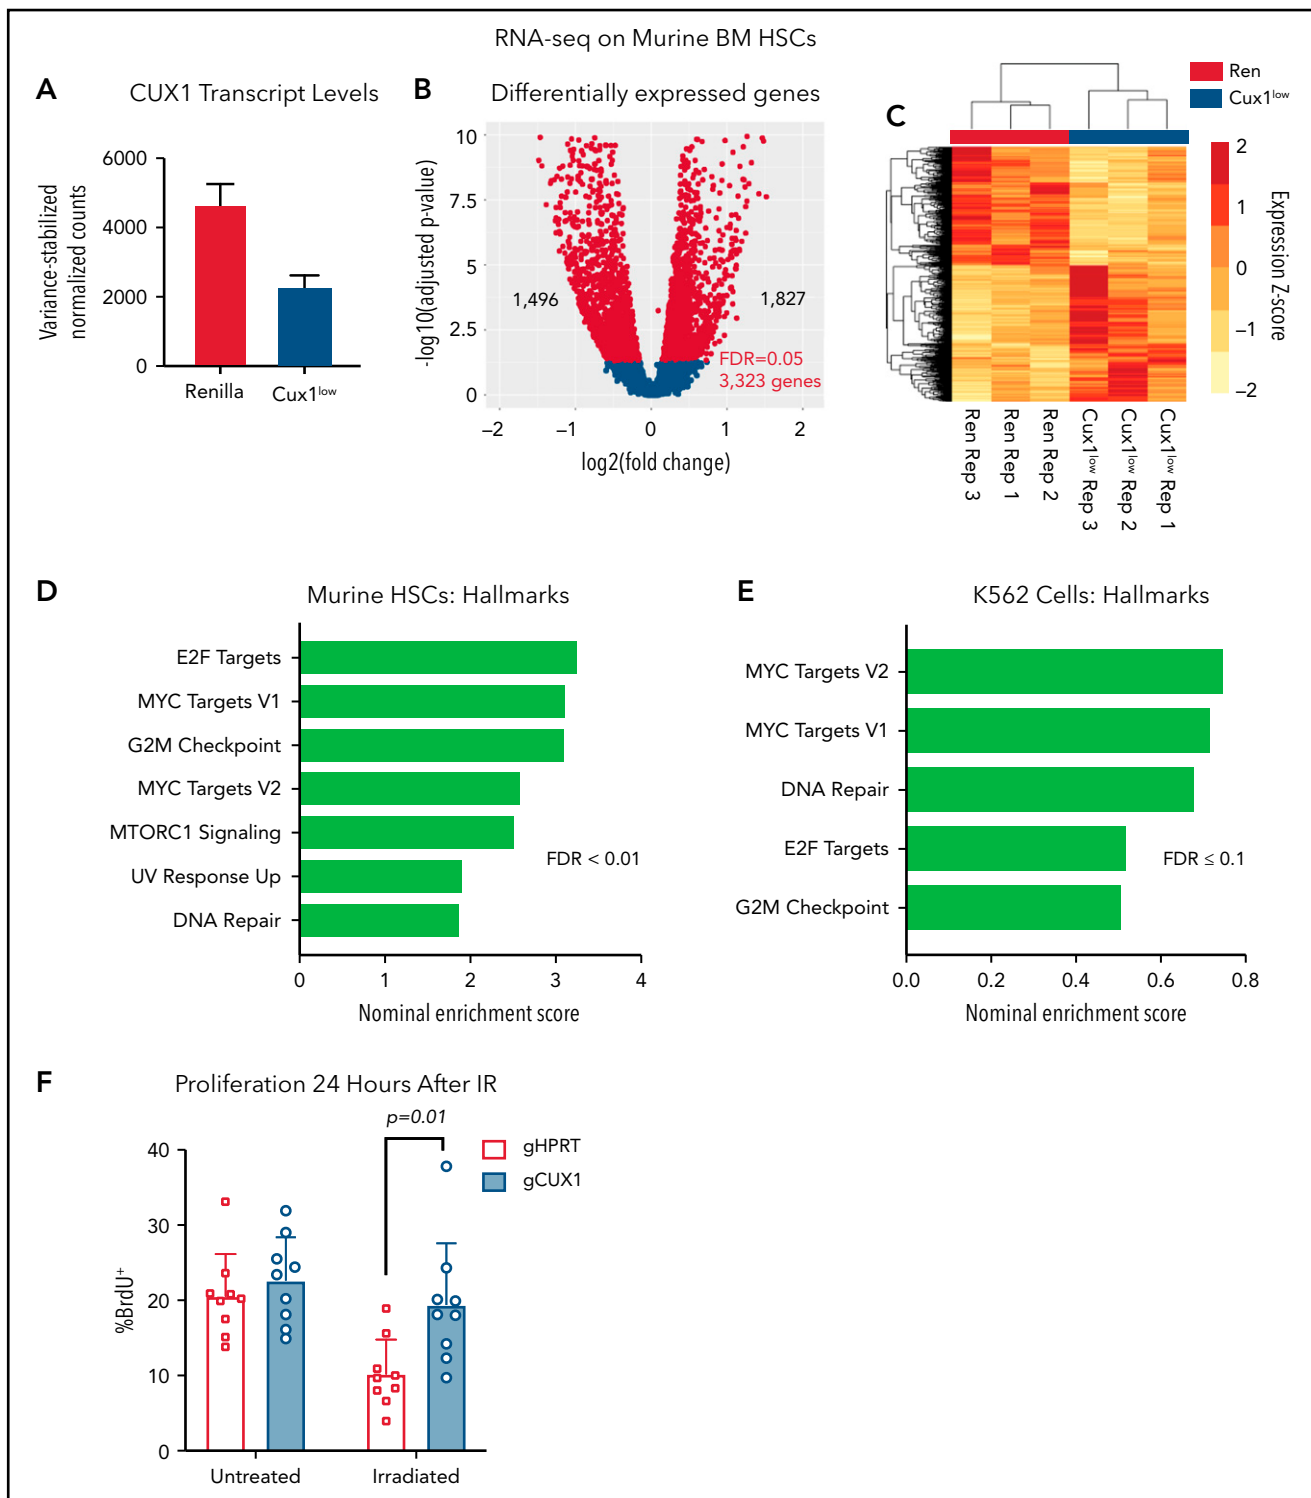 RNA-seq on Murine BM HSCs
A
CUX1 Transcript Levels
Variance-stabilized
normalized counts
6000
4000
2000
0
Renilla
Cux1low
B
Differentially expressed genes
-log10(adjusted p-value)
10
7.5
5
2.5
0
1,496
1,827
FDR=0.05
3,323 genes
–2
–1
0
1
2
log2(fold change)
C
Ren
Cux1low
2
1
0
–1
–2
Expression Z-score
Ren Rep 3
Ren Rep 1
Ren Rep 2
Cux1low Rep 3
Cux1low Rep 2
Cux1low Rep 1
D
Murine HSCs: Hallmarks
E2F Targets
MYC Targets V1
G2M Checkpoint
MYC Targets V2
MTORC1 Signaling
UV Response Up
DNA Repair
FDR < 0.01
0
1
2
3
4
Nominal enrichment score
E
K562 Cells: Hallmarks
MYC Targets V2
MYC Targets V1
DNA Repair
E2F Targets
G2M Checkpoint
FDR ≤ 0.1
0.0
0.2
0.4
0.6
0.8
Nominal enrichment score
F
Proliferation 24 Hours After IR
p=0.01
gHPRT
gCUX1
%BrdU+
40
30
20
10
0
Untreated
Irradiated